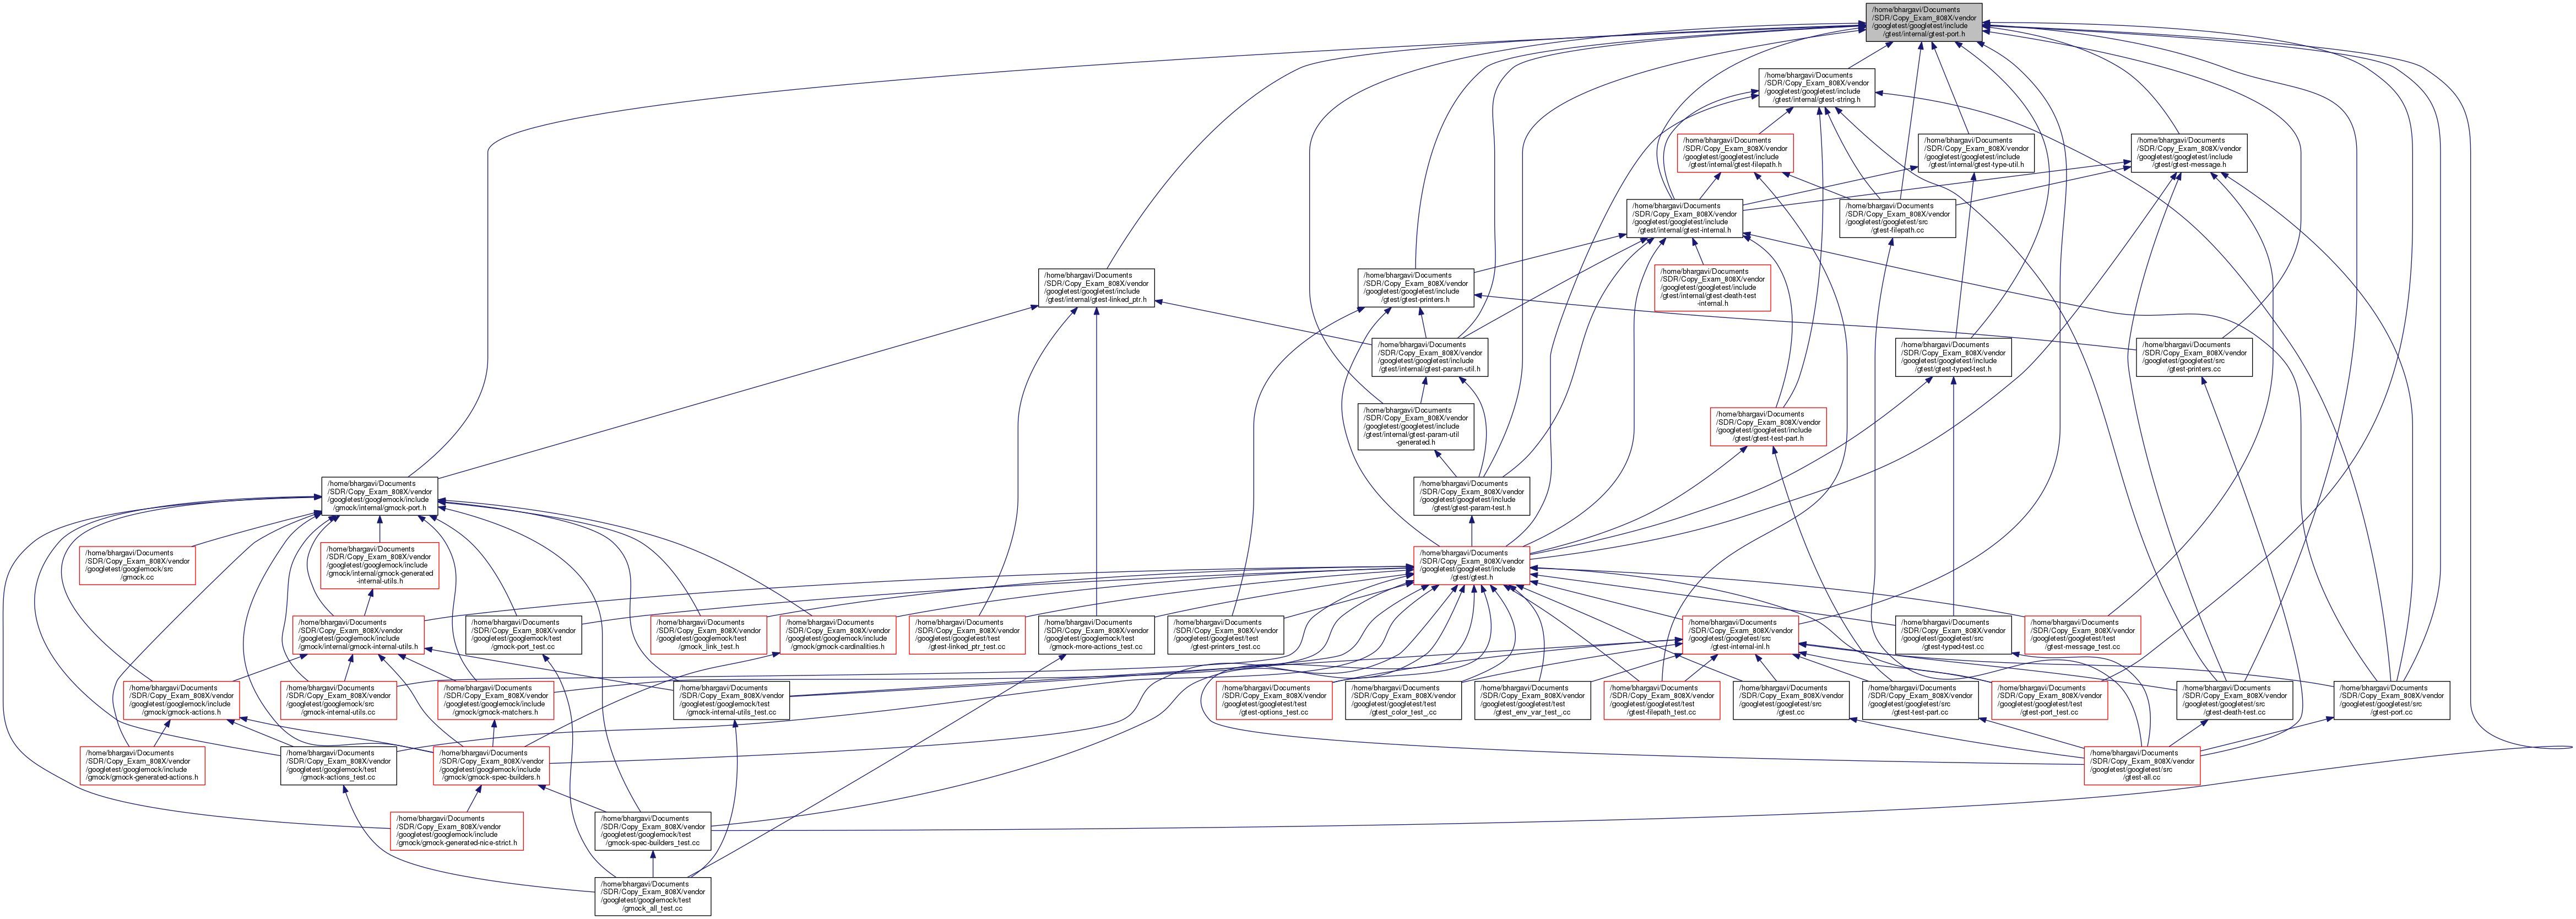 /home/bhargavi/Documents
/SDR/Copy_Exam_808X/vendor
/googletest/googletest/include
/gtest/internal/gtest-port.h
/home/bhargavi/Documents
/SDR/Copy_Exam_808X/vendor
/googletest/googletest/include
/gtest/internal/gtest-string.h
/home/bhargavi/Documents
/SDR/Copy_Exam_808X/vendor
/googletest/googletest/include
/gtest/internal/gtest-filepath.h
/home/bhargavi/Documents
/SDR/Copy_Exam_808X/vendor
/googletest/googletest/include
/gtest/internal/gtest-type-util.h
/home/bhargavi/Documents
/SDR/Copy_Exam_808X/vendor
/googletest/googletest/include
/gtest/gtest-message.h
/home/bhargavi/Documents
/SDR/Copy_Exam_808X/vendor
/googletest/googletest/include
/gtest/internal/gtest-internal.h
/home/bhargavi/Documents
/SDR/Copy_Exam_808X/vendor
/googletest/googletest/src
/gtest-filepath.cc
/home/bhargavi/Documents
/SDR/Copy_Exam_808X/vendor
/googletest/googletest/include
/gtest/internal/gtest-linked_ptr.h
/home/bhargavi/Documents
/SDR/Copy_Exam_808X/vendor
/googletest/googletest/include
/gtest/gtest-printers.h
/home/bhargavi/Documents
/SDR/Copy_Exam_808X/vendor
/googletest/googletest/include
/gtest/internal/gtest-death-test
-internal.h
/home/bhargavi/Documents
/SDR/Copy_Exam_808X/vendor
/googletest/googletest/include
/gtest/internal/gtest-param-util.h
/home/bhargavi/Documents
/SDR/Copy_Exam_808X/vendor
/googletest/googletest/include
/gtest/gtest-typed-test.h
/home/bhargavi/Documents
/SDR/Copy_Exam_808X/vendor
/googletest/googletest/src
/gtest-printers.cc
/home/bhargavi/Documents
/SDR/Copy_Exam_808X/vendor
/googletest/googletest/include
/gtest/internal/gtest-param-util
-generated.h
/home/bhargavi/Documents
/SDR/Copy_Exam_808X/vendor
/googletest/googletest/include
/gtest/gtest-test-part.h
/home/bhargavi/Documents
/SDR/Copy_Exam_808X/vendor
/googletest/googlemock/include
/gmock/internal/gmock-port.h
/home/bhargavi/Documents
/SDR/Copy_Exam_808X/vendor
/googletest/googletest/include
/gtest/gtest-param-test.h
/home/bhargavi/Documents
/SDR/Copy_Exam_808X/vendor
/googletest/googlemock/src
/gmock.cc
/home/bhargavi/Documents
/SDR/Copy_Exam_808X/vendor
/googletest/googlemock/include
/gmock/internal/gmock-generated
-internal-utils.h
/home/bhargavi/Documents
/SDR/Copy_Exam_808X/vendor
/googletest/googletest/include
/gtest/gtest.h
/home/bhargavi/Documents
/SDR/Copy_Exam_808X/vendor
/googletest/googlemock/include
/gmock/internal/gmock-internal-utils.h
/home/bhargavi/Documents
/SDR/Copy_Exam_808X/vendor
/googletest/googlemock/test
/gmock-port_test.cc
/home/bhargavi/Documents
/SDR/Copy_Exam_808X/vendor
/googletest/googlemock/test
/gmock_link_test.h
/home/bhargavi/Documents
/SDR/Copy_Exam_808X/vendor
/googletest/googlemock/include
/gmock/gmock-cardinalities.h
/home/bhargavi/Documents
/SDR/Copy_Exam_808X/vendor
/googletest/googletest/test
/gtest-linked_ptr_test.cc
/home/bhargavi/Documents
/SDR/Copy_Exam_808X/vendor
/googletest/googlemock/test
/gmock-more-actions_test.cc
/home/bhargavi/Documents
/SDR/Copy_Exam_808X/vendor
/googletest/googletest/test
/gtest-printers_test.cc
/home/bhargavi/Documents
/SDR/Copy_Exam_808X/vendor
/googletest/googletest/src
/gtest-internal-inl.h
/home/bhargavi/Documents
/SDR/Copy_Exam_808X/vendor
/googletest/googletest/src
/gtest-typed-test.cc
/home/bhargavi/Documents
/SDR/Copy_Exam_808X/vendor
/googletest/googletest/test
/gtest-message_test.cc
/home/bhargavi/Documents
/SDR/Copy_Exam_808X/vendor
/googletest/googlemock/include
/gmock/gmock-actions.h
/home/bhargavi/Documents
/SDR/Copy_Exam_808X/vendor
/googletest/googlemock/src
/gmock-internal-utils.cc
/home/bhargavi/Documents
/SDR/Copy_Exam_808X/vendor
/googletest/googlemock/include
/gmock/gmock-matchers.h
/home/bhargavi/Documents
/SDR/Copy_Exam_808X/vendor
/googletest/googlemock/test
/gmock-internal-utils_test.cc
/home/bhargavi/Documents
/SDR/Copy_Exam_808X/vendor
/googletest/googletest/test
/gtest-options_test.cc
/home/bhargavi/Documents
/SDR/Copy_Exam_808X/vendor
/googletest/googletest/test
/gtest_color_test_.cc
/home/bhargavi/Documents
/SDR/Copy_Exam_808X/vendor
/googletest/googletest/test
/gtest_env_var_test_.cc
/home/bhargavi/Documents
/SDR/Copy_Exam_808X/vendor
/googletest/googletest/test
/gtest-filepath_test.cc
/home/bhargavi/Documents
/SDR/Copy_Exam_808X/vendor
/googletest/googletest/src
/gtest.cc
/home/bhargavi/Documents
/SDR/Copy_Exam_808X/vendor
/googletest/googletest/src
/gtest-test-part.cc
/home/bhargavi/Documents
/SDR/Copy_Exam_808X/vendor
/googletest/googletest/test
/gtest-port_test.cc
/home/bhargavi/Documents
/SDR/Copy_Exam_808X/vendor
/googletest/googletest/src
/gtest-death-test.cc
/home/bhargavi/Documents
/SDR/Copy_Exam_808X/vendor
/googletest/googletest/src
/gtest-port.cc
/home/bhargavi/Documents
/SDR/Copy_Exam_808X/vendor
/googletest/googlemock/include
/gmock/gmock-generated-actions.h
/home/bhargavi/Documents
/SDR/Copy_Exam_808X/vendor
/googletest/googlemock/test
/gmock-actions_test.cc
/home/bhargavi/Documents
/SDR/Copy_Exam_808X/vendor
/googletest/googlemock/include
/gmock/gmock-spec-builders.h
/home/bhargavi/Documents
/SDR/Copy_Exam_808X/vendor
/googletest/googletest/src
/gtest-all.cc
/home/bhargavi/Documents
/SDR/Copy_Exam_808X/vendor
/googletest/googlemock/include
/gmock/gmock-generated-nice-strict.h
/home/bhargavi/Documents
/SDR/Copy_Exam_808X/vendor
/googletest/googlemock/test
/gmock-spec-builders_test.cc
/home/bhargavi/Documents
/SDR/Copy_Exam_808X/vendor
/googletest/googlemock/test
/gmock_all_test.cc